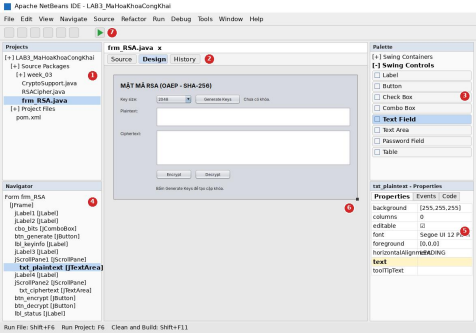 Apache NetBeans IDE - LAB3_MaHoaKhoaCongKhai
File Edit View Navigate Source Refactor Run Debug Tools Window Help
7
Projects
[+] LAB3_MaHoaKhoaCongKhai
[+] Source Packages
[+] week_03
1
CryptoSupport.java
RSACipher.java
frm_RSA.java
[+] Project Files
pom.xml
Navigator
Form frm_RSA
[JFrame]
4
jLabel1 [JLabel]
jLabel2 [JLabel]
cbo_bits [JComboBox]
btn_generate [JButton]
lbl_keyinfo [JLabel]
jLabel3 [JLabel]
jScrollPane1 [JScrollPane]
txt_plaintext [JTextArea]
jLabel4 [JLabel]
jScrollPane2 [JScrollPane]
txt_ciphertext [JTextArea]
btn_encrypt [JButton]
btn_decrypt [JButton]
lbl_status [JLabel]
frm_RSA.java x
Source Design History 2
MẬT MÃ RSA (OAEP - SHA-256)
Key size: 2048 Generate Keys Chưa có khóa.
Plaintext:
Ciphertext:
Encrypt Decrypt
Bấm Generate Keys để tạo cặp khóa.
6
Palette
[+] Swing Containers
[-] Swing Controls
Label
Button
Check Box
3
Combo Box
Text Field
Text Area
Password Field
Table
txt_plaintext - Properties
Properties Events Code
background [255,255,255]
columns 0
editable ☑
font Segoe UI 12 P
5
foreground [0,0,0]
horizontalAlignment LEADING
text
toolTipText
Run File: Shift+F6 Run Project: F6 Clean and Build: Shift+F11